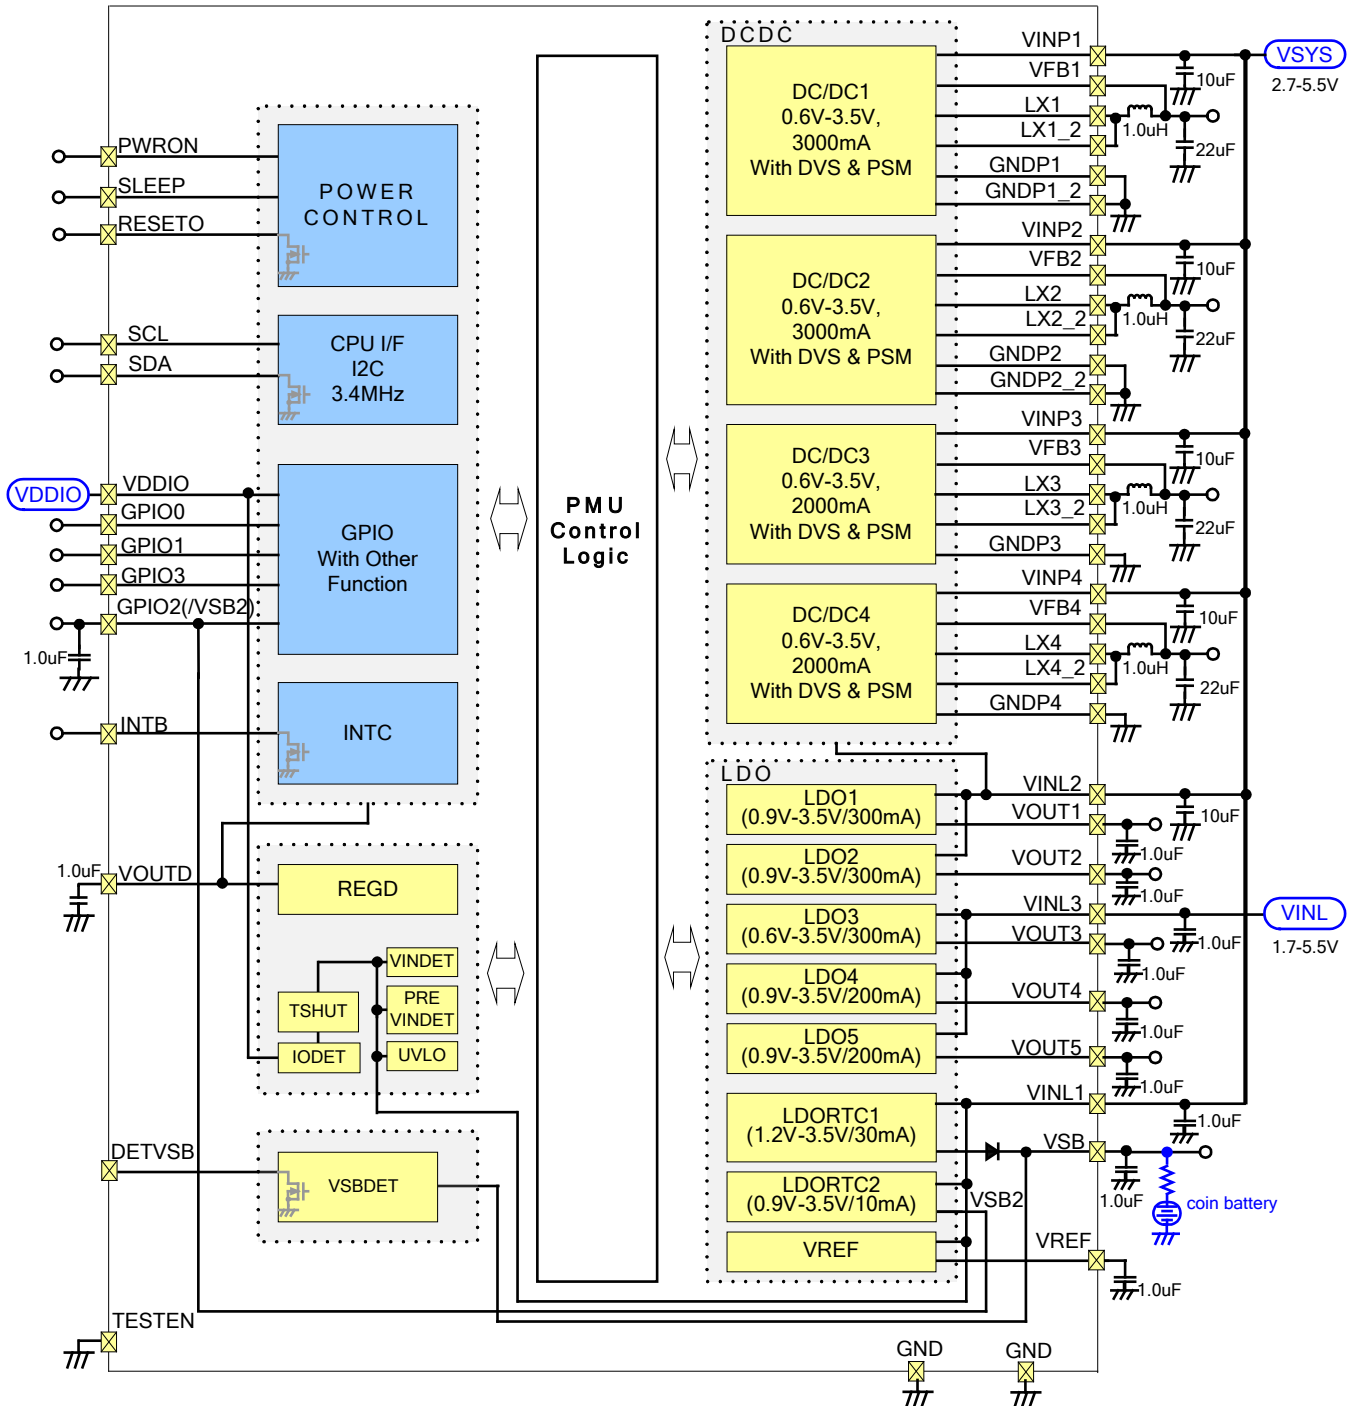 PWRON
SLEEP
RESETO
POWER
CONTROL
SCL
SDA
CPU I/F
I2C
3.4MHz
VDDIO
VDDIO
GPIO0
GPIO1
GPIO3
GPIO2(/VSB2)
1.0uF
GPIO
With Other
Function
INTB
INTC
1.0uF
VOUTD
REGD
VINDET
TSHUT
PRE
VINDET
IODET
UVLO
DETVSB
VSBDET
TESTEN
PMU
Control
Logic
DCDC
DC/DC1
0.6V-3.5V,
3000mA
With DVS & PSM
VINP1
VFB1
LX1
LX1_2
GNDP1
GNDP1_2
10uF
1.0uH
22uF
VSYS
2.7-5.5V
DC/DC2
0.6V-3.5V,
3000mA
With DVS & PSM
VINP2
VFB2
LX2
LX2_2
GNDP2
GNDP2_2
10uF
1.0uH
22uF
DC/DC3
0.6V-3.5V,
2000mA
With DVS & PSM
VINP3
VFB3
LX3
LX3_2
GNDP3
10uF
1.0uH
22uF
DC/DC4
0.6V-3.5V,
2000mA
With DVS & PSM
VINP4
VFB4
LX4
LX4_2
GNDP4
10uF
1.0uH
22uF
LDO
LDO1
(0.9V-3.5V/300mA)
VINL2
VOUT1
10uF
1.0uF
LDO2
(0.9V-3.5V/300mA)
VOUT2
1.0uF
LDO3
(0.6V-3.5V/300mA)
VINL3
VOUT3
1.0uF
1.0uF
VINL
1.7-5.5V
LDO4
(0.9V-3.5V/200mA)
VOUT4
1.0uF
LDO5
(0.9V-3.5V/200mA)
VOUT5
1.0uF
LDORTC1
(1.2V-3.5V/30mA)
VINL1
1.0uF
VSB
1.0uF
coin battery
LDORTC2
(0.9V-3.5V/10mA)
VSB2
VREF
VREF
1.0uF
GND
GND